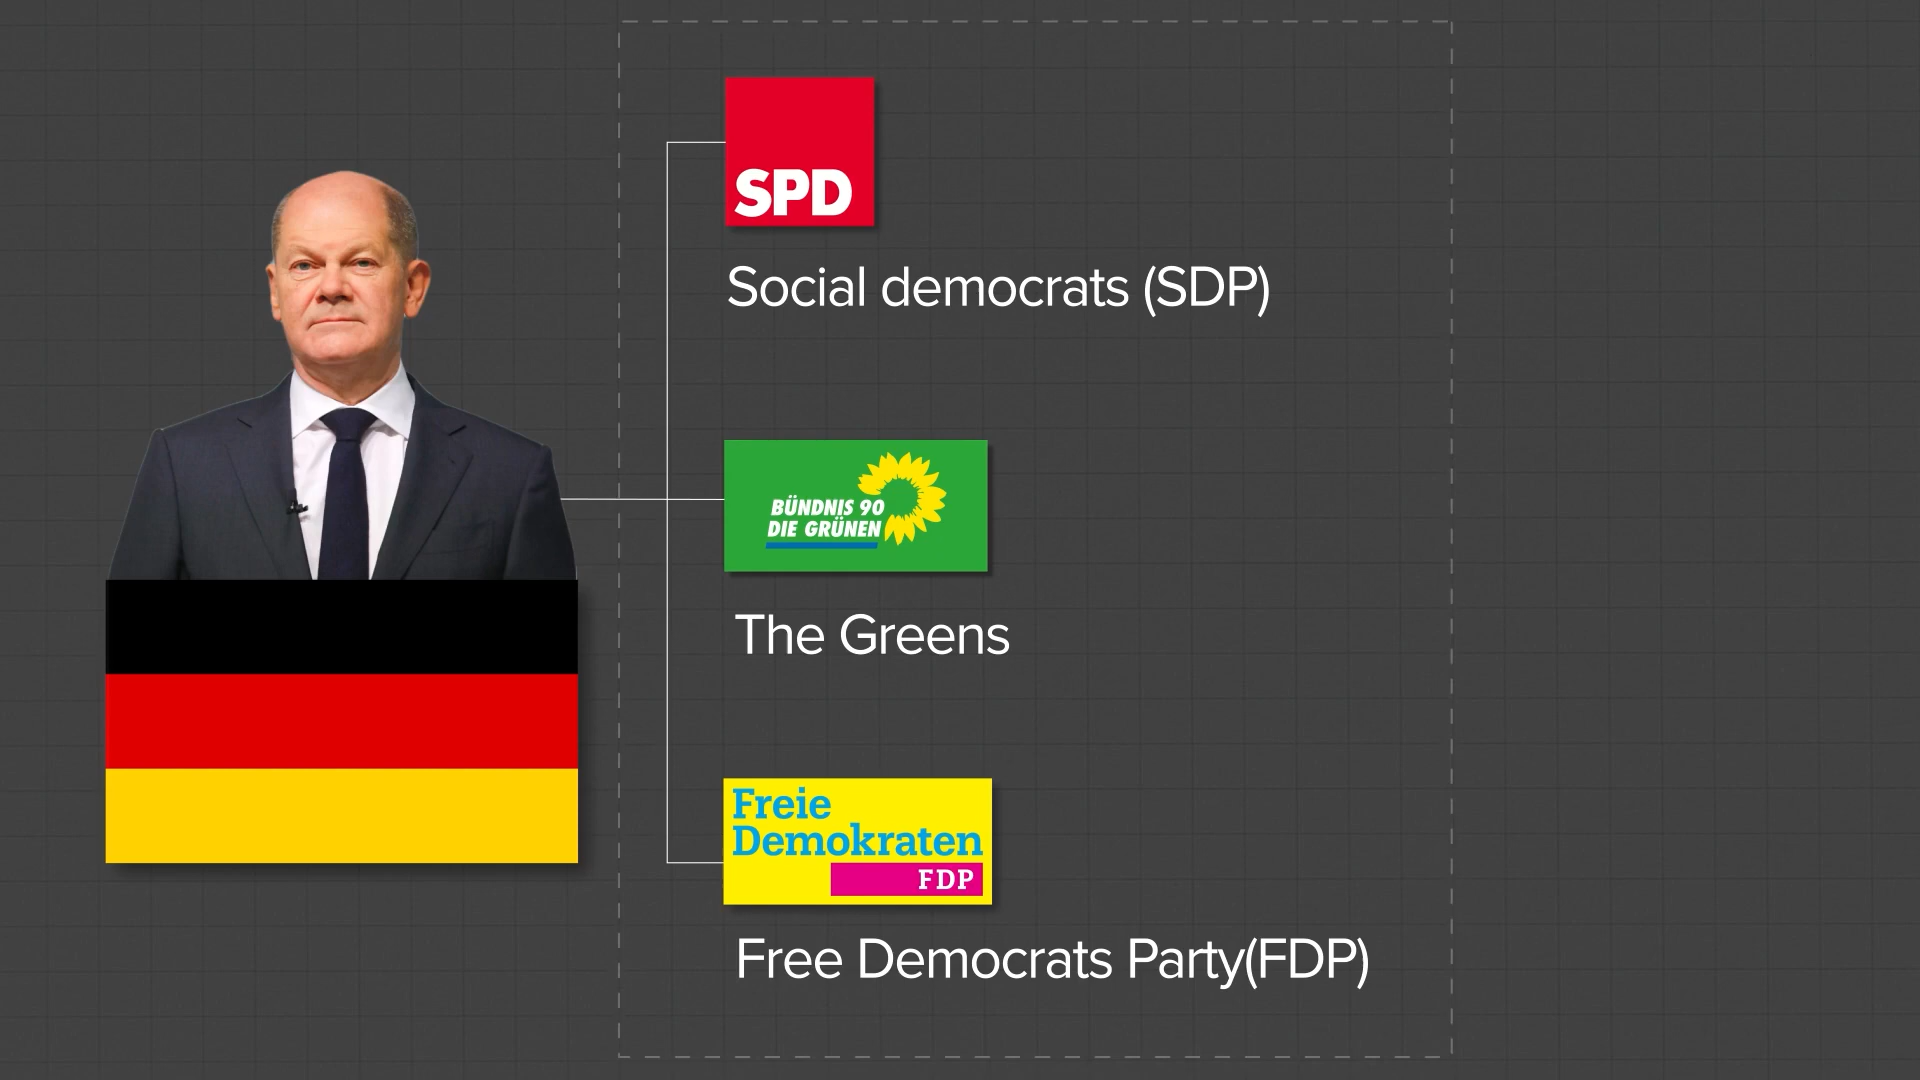 SPD
Social democrats (SDP)
BÜNDNIS 90
DIE GRÜNEN
The Greens
Freie
Demokraten
FDP
Free Democrats Party(FDP)